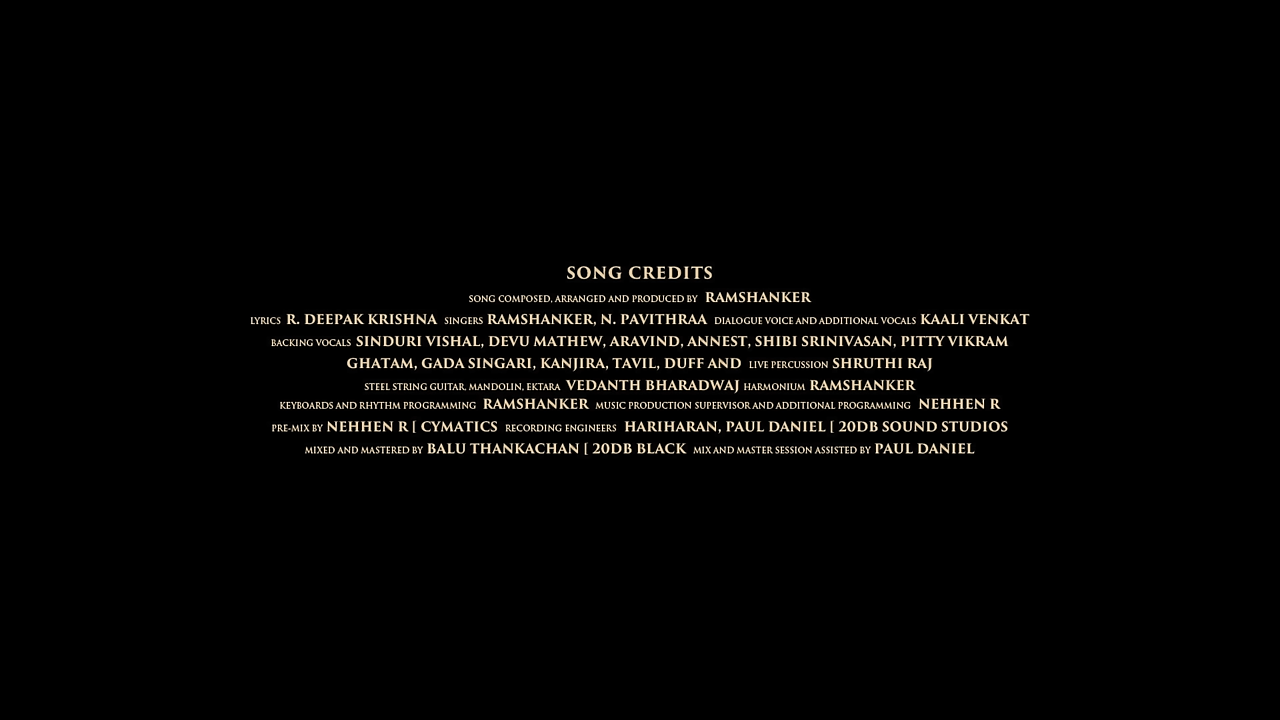 SONG CREDITS
SONG COMPOSED, ARRANGED AND PRODUCED BY RAMSHANKER
LYRICS R. DEEPAK KRISHNA SINGERS RAMSHANKER, N. PAVITHRAA DIALOGUE VOICE AND ADDITIONAL VOCALS KAALI VENKAT
BACKING VOCALS SINDURI VISHAL, DEVU MATHEW, ARAVIND, ANNEST, SHIBI SRINIVASAN, PITTY VIKRAM
GHATAM, GADA SINGARI, KANJIRA, TAVIL, DUFF AND LIVE PERCUSSION SHRUTHI RAJ
STEEL STRING GUITAR, MANDOLIN, EKTARA VEDANTH BHARADWAJ HARMONIUM RAMSHANKER
KEYBOARDS AND RHYTHM PROGRAMMING RAMSHANKER MUSIC PRODUCTION SUPERVISOR AND ADDITIONAL PROGRAMMING NEHHEN R
PRE-MIX BY NEHHEN R [ CYMATICS RECORDING ENGINEERS HARIHARAN, PAUL DANIEL [ 20DB SOUND STUDIOS
MIXED AND MASTERED BY BALU THANKACHAN [ 20DB BLACK MIX AND MASTER SESSION ASSISTED BY PAUL DANIEL